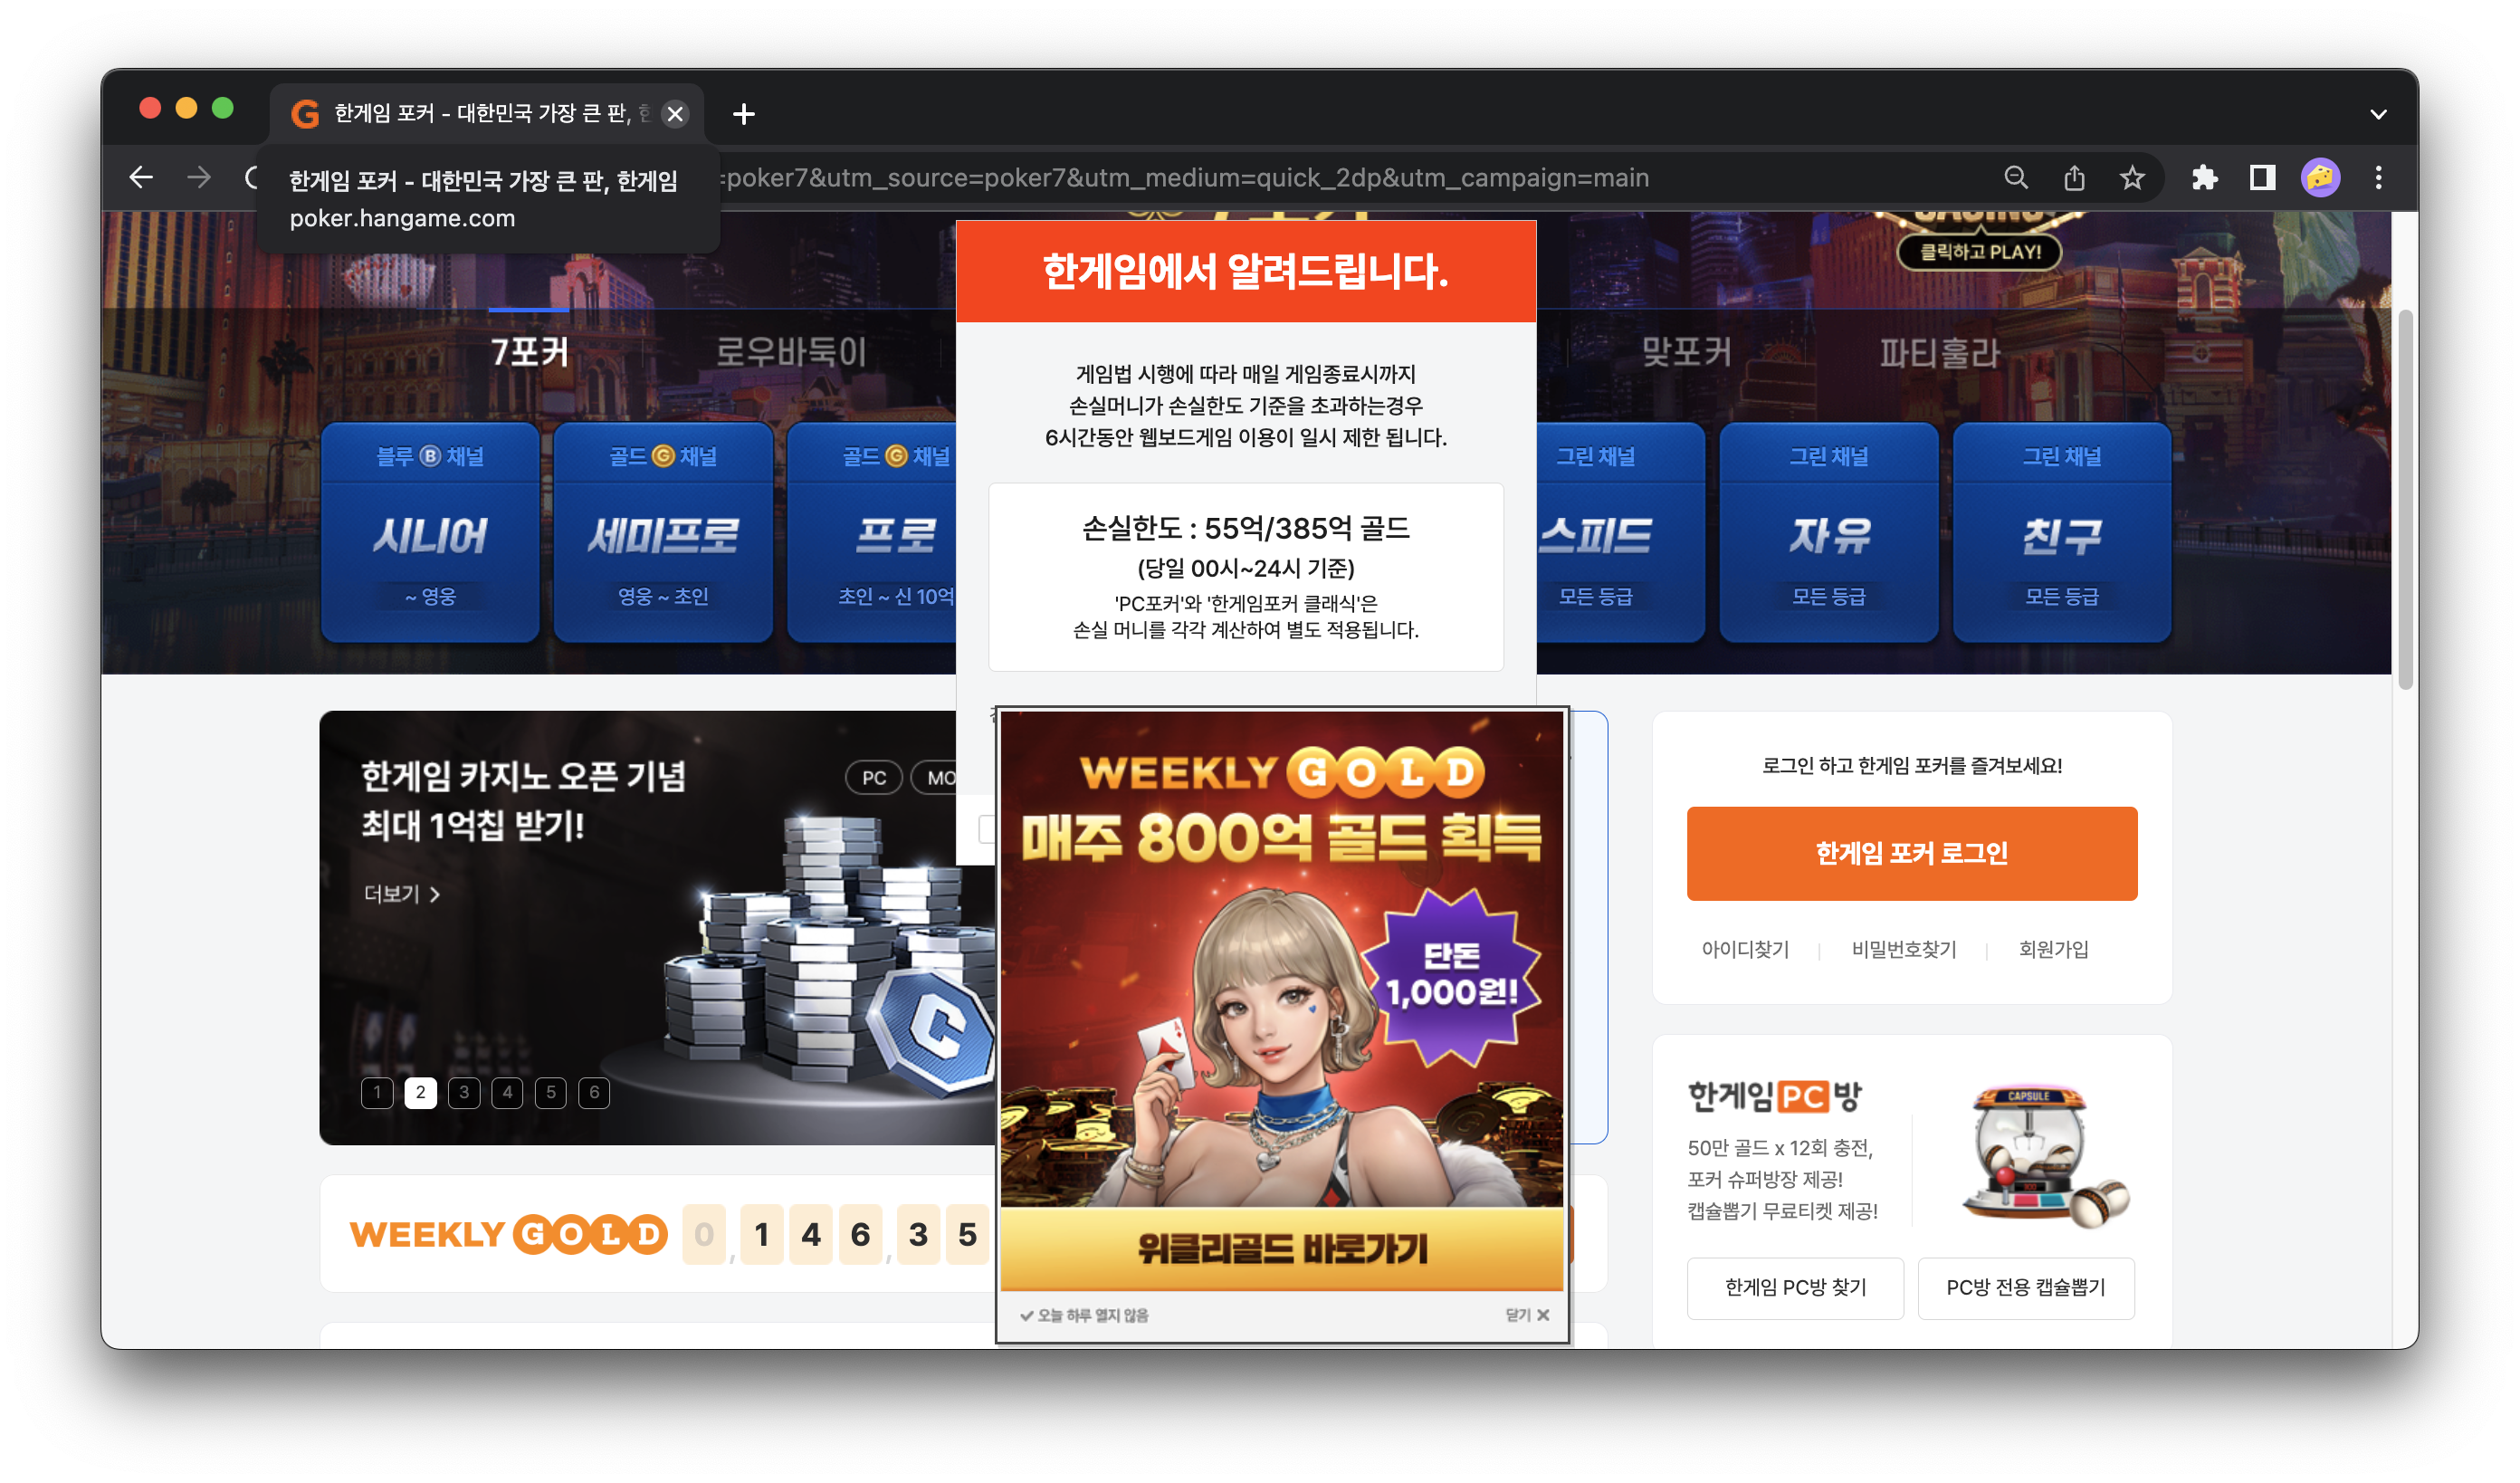 한게임 포커 - 대한민국 가장 큰 판,
한게임 포커 - 대한민국 가장 큰 판, 한게임
poker.hangame.com
=poker7&utm_source=poker7&utm_medium=quick_2dp&utm_campaign=main
클릭하고 PLAY!
7포커
로우바둑이
맞포커
파티훌라
블루 B 채널
시니어
~ 영웅
골드 G 채널
세미프로
영웅 ~ 초인
골드 G 채널
프로
초인 ~ 신 10억
그린 채널
스피드
모든 등급
그린 채널
자유
모든 등급
그린 채널
친구
모든 등급
한게임에서 알려드립니다.
게임법 시행에 따라 매일 게임종료시까지
손실머니가 손실한도 기준을 초과하는경우
6시간동안 웹보드게임 이용이 일시 제한 됩니다.
손실한도 : 55억/385억 골드
(당일 00시~24시 기준)
'PC포커'와 '한게임포커 클래식'은
손실 머니를 각각 계산하여 별도 적용됩니다.
한게임 카지노 오픈 기념
최대 1억칩 받기!
PC
MO
더보기 >
C
1 2 3 4 5 6
WEEKLY GOLD
매주 800억 골드 획득
단돈
1,000원!
A
위클리골드 바로가기
오늘 하루 열지 않음
닫기
WEEKLY GOLD 0,146,35
로그인 하고 한게임 포커를 즐겨보세요!
한게임 포커 로그인
아이디찾기 | 비밀번호찾기 | 회원가입
한게임PC방
50만 골드 x 12회 충전,
포커 슈퍼방장 제공!
캡슐뽑기 무료티켓 제공!
CAPSULE
한게임 PC방 찾기
PC방 전용 캡슐뽑기